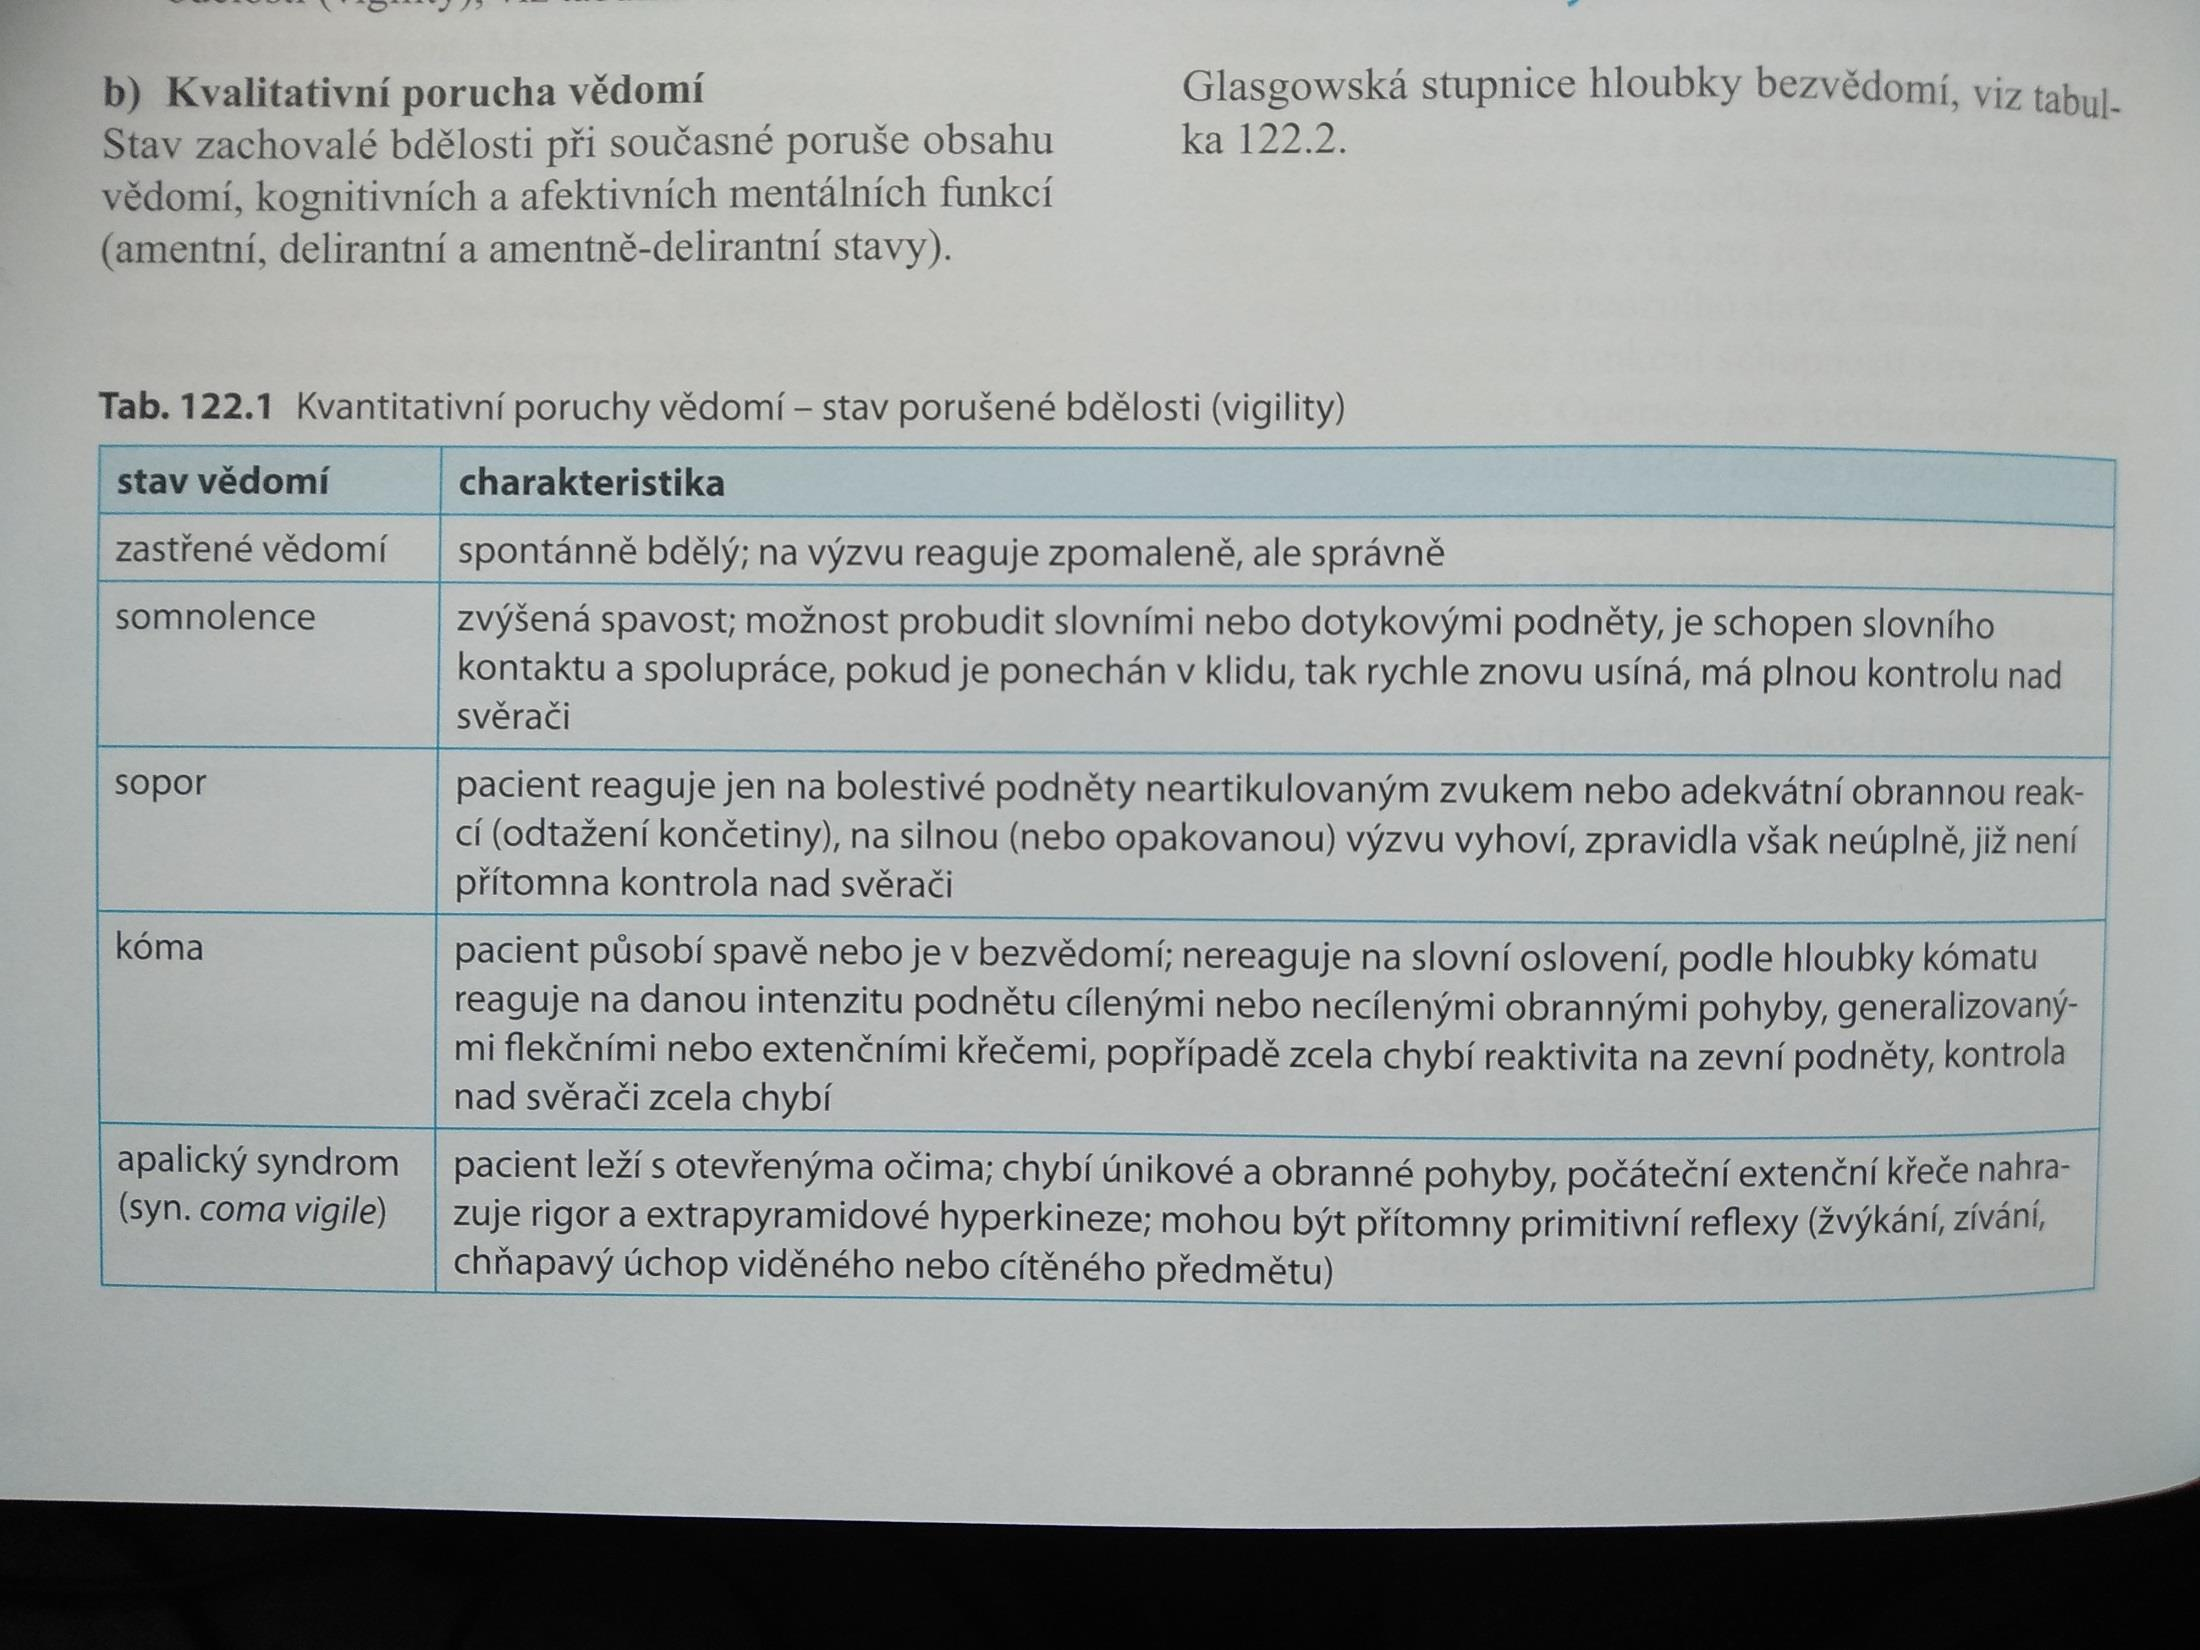 b) Kvalitativní porucha vědomí
Stav zachovalé bdělosti při současné poruše obsahu
vědomí, kognitivních a afektivních mentálních funkcí
(amentní, delirantní a amentně-delirantní stavy).
Glasgowská stupnice hloubky bezvědomí, viz tabul-
ka 122.2.
Tab. 122.1 Kvantitativní poruchy vědomí – stav porušené bdělosti (vigility)
stav vědomí charakteristika
zastřené vědomí spontánně bdělý; na výzvu reaguje zpomaleně, ale správně
somnolence zvýšená spavost; možnost probudit slovními nebo dotykovými podněty, je schopen slovního
kontaktu a spolupráce, pokud je ponechán v klidu, tak rychle znovu usíná, má plnou kontrolu nad
svěrači
sopor pacient reaguje jen na bolestivé podněty neartikulovaným zvukem nebo adekvátní obrannou reak-
cí (odtažení končetiny), na silnou (nebo opakovanou) výzvu vyhoví, zpravidla však neúplně, již není
přítomna kontrola nad svěrači
kóma pacient působí spavě nebo je v bezvědomí; nereaguje na slovní oslovení, podle hloubky kómatu
reaguje na danou intenzitu podnětu cílenými nebo necílenými obrannými pohyby, generalizovaný-
mi flekčními nebo extenčními křečemi, popřípadě zcela chybí reaktivita na zevní podněty, kontrola
nad svěrači zcela chybí
apalický syndrom pacient leží s otevřenýma očima; chybí únikové a obranné pohyby, počáteční extenční křeče nahra-
(syn. coma vigile) zuje rigor a extrapyramidové hyperkineze; mohou být přítomny primitivní reflexy (žvýkání, zívání,
chňapavý úchop viděného nebo cítěného předmětu)